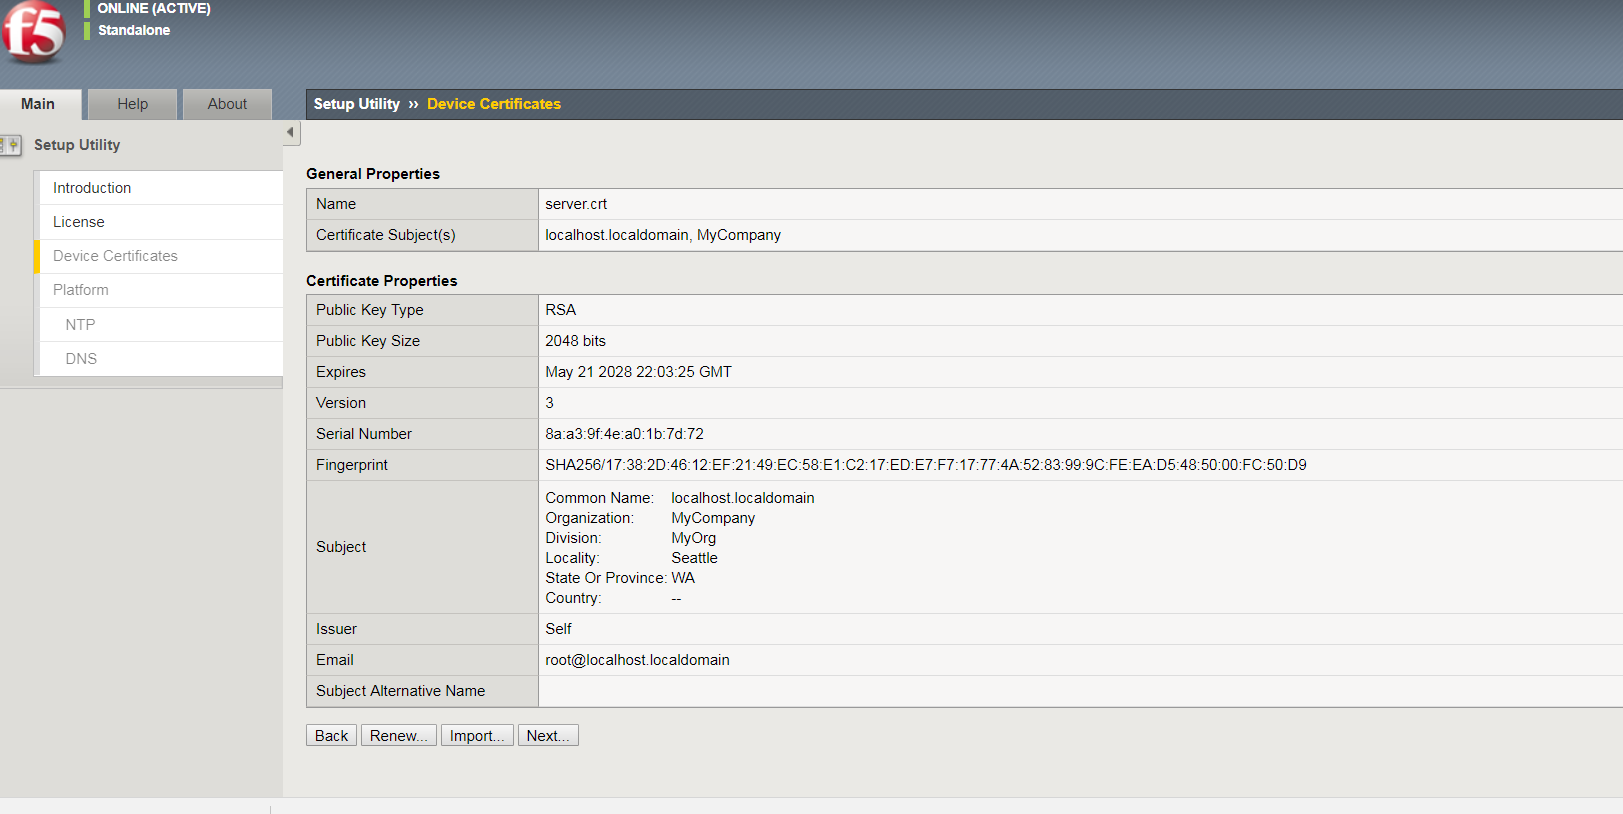 f5
ONLINE (ACTIVE)
Standalone
Main Help About
Setup Utility ›› Device Certificates
Setup Utility
Introduction
License
Device Certificates
Platform
NTP
DNS
General Properties
Name server.crt
Certificate Subject(s) localhost.localdomain, MyCompany
Certificate Properties
Public Key Type RSA
Public Key Size 2048 bits
Expires May 21 2028 22:03:25 GMT
Version 3
Serial Number 8a:a3:9f:4e:a0:1b:7d:72
Fingerprint SHA256/17:38:2D:46:12:EF:21:49:EC:58:E1:C2:17:ED:E7:F7:17:77:4A:52:83:99:9C:FE:EA:D5:48:50:00:FC:50:D9
Subject
Common Name: localhost.localdomain
Organization: MyCompany
Division: MyOrg
Locality: Seattle
State Or Province: WA
Country: --
Issuer Self
Email root@localhost.localdomain
Subject Alternative Name
Back Renew... Import... Next...